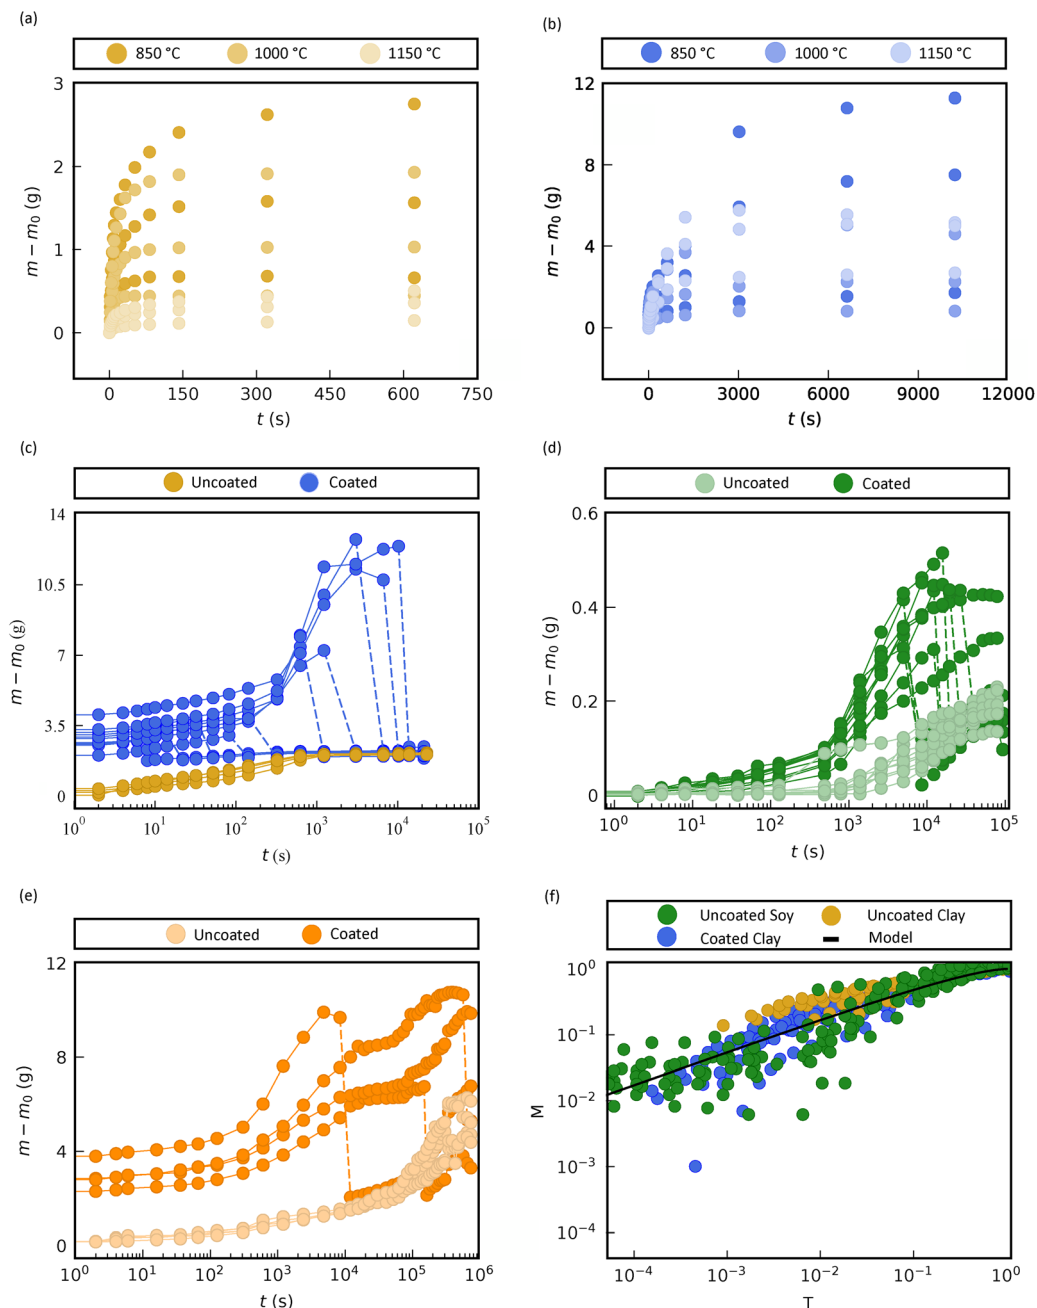 (a)
850 °C 1000 °C 1150 °C
3
2
1
0
m − m0 (g)
0 150 300 450 600 750
t (s)
(b)
850 °C 1000 °C 1150 °C
12
8
4
0
m − m0 (g)
0 3000 6000 9000 12000
t (s)
(c)
Uncoated Coated
14
10.5
7
3.5
0
m − m0 (g)
10^0 10^1 10^2 10^3 10^4 10^5
t (s)
(d)
Uncoated Coated
0.6
0.4
0.2
0
m − m0 (g)
10^0 10^1 10^2 10^3 10^4 10^5
t (s)
(e)
Uncoated Coated
12
8
4
0
m − m0 (g)
10^0 10^1 10^2 10^3 10^4 10^5 10^6
t (s)
(f)
Uncoated Soy Uncoated Clay
Coated Clay Model
10^0
10^−1
10^−2
10^−3
10^−4
M
10^−4 10^−3 10^−2 10^−1 10^0
T